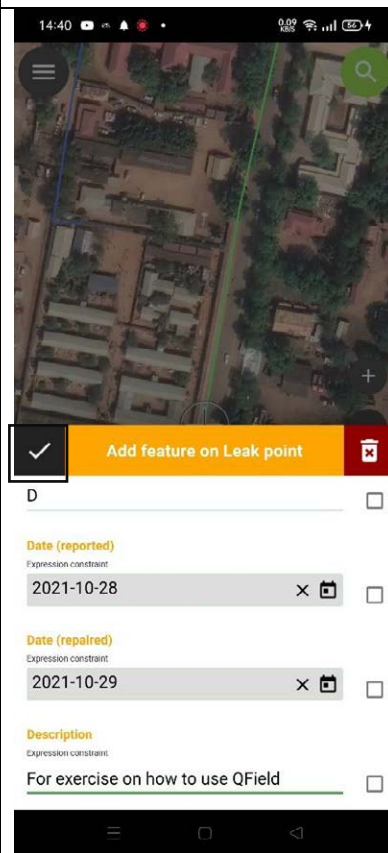 14:40
0.09
KB/S
56
Add feature on Leak point
D
Date (reported)
Expression constraint
2021-10-28
Date (repaired)
Expression constraint
2021-10-29
Description
Expression constraint
For exercise on how to use QField